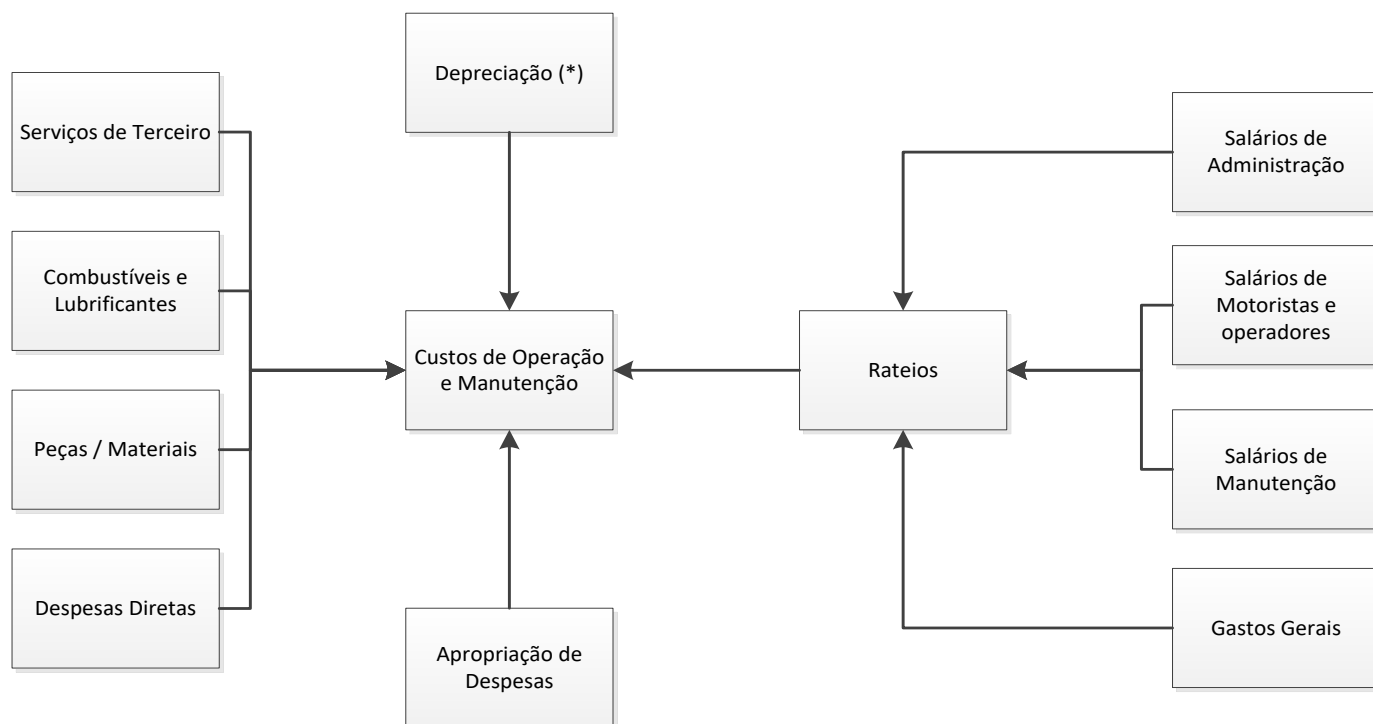 Depreciação (*)
Serviços de Terceiro
Combustíveis e
Lubrificantes
Peças / Materiais
Despesas Diretas
Custos de Operação
e Manutenção
Apropriação de
Despesas
Rateios
Salários de
Administração
Salários de
Motoristas e
operadores
Salários de
Manutenção
Gastos Gerais